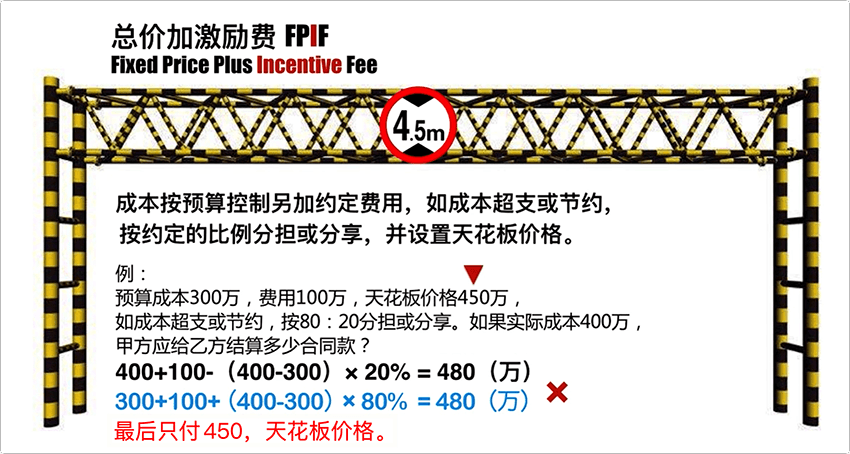 总价加激励费 FPIF
Fixed Price Plus Incentive Fee
4.5m
成本按预算控制另加约定费用，如成本超支或节约，
按约定的比例分担或分享，并设置天花板价格。
例：
预算成本300万，费用100万，天花板价格450万，
如成本超支或节约，按80：20分担或分享。如果实际成本400万，
甲方应给乙方结算多少合同款？
400+100-（400-300）× 20% = 480（万）
300+100+（400-300）× 80% = 480（万）
最后只付 450，天花板价格。